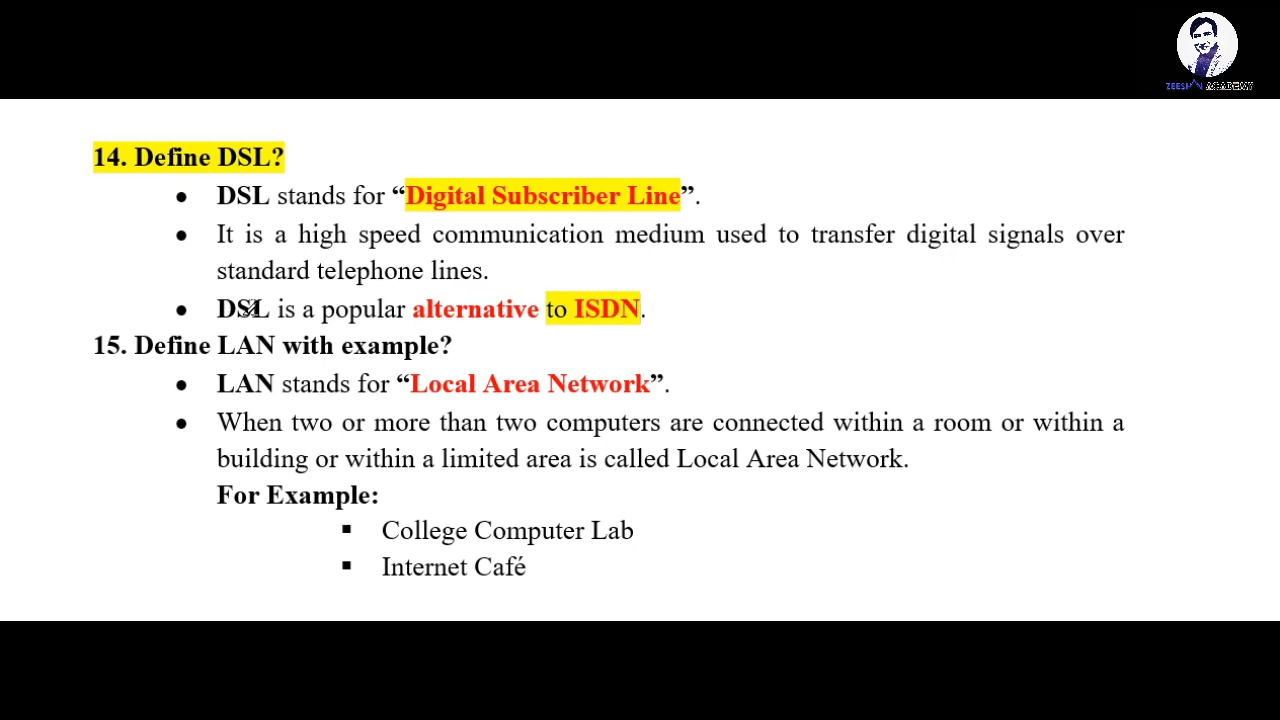 ZEESHAN ACADEMY
14. Define DSL?
• DSL stands for “Digital Subscriber Line”.
• It is a high speed communication medium used to transfer digital signals over
standard telephone lines.
• DSL is a popular alternative to ISDN.
15. Define LAN with example?
• LAN stands for “Local Area Network”.
• When two or more than two computers are connected within a room or within a
building or within a limited area is called Local Area Network.
For Example:
▪ College Computer Lab
▪ Internet Café